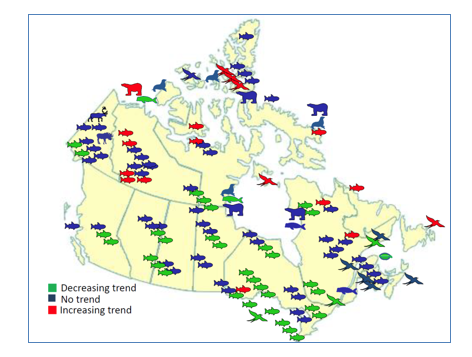 Decreasing trend
No trend
Increasing trend